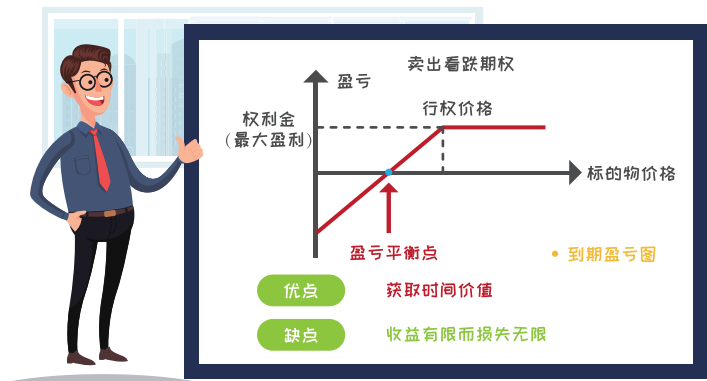 卖出看跌期权
盈亏
行权价格
权利金
(最大盈利)
标的物价格
盈亏平衡点
• 到期盈亏图
优点 获取时间价值
缺点 收益有限而损失无限